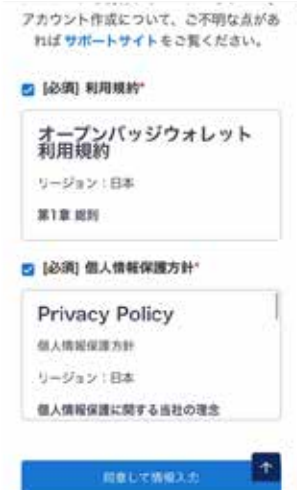 アカウント作成について、ご不明な点があ
れば サポートサイト をご覧ください。
[必須] 利用規約*
オープンバッジウォレット
利用規約
リージョン：日本
第1章 総則
[必須] 個人情報保護方針*
Privacy Policy
個人情報保護方針
リージョン：日本
個人情報保護に関する当社の理念
同意して情報入力